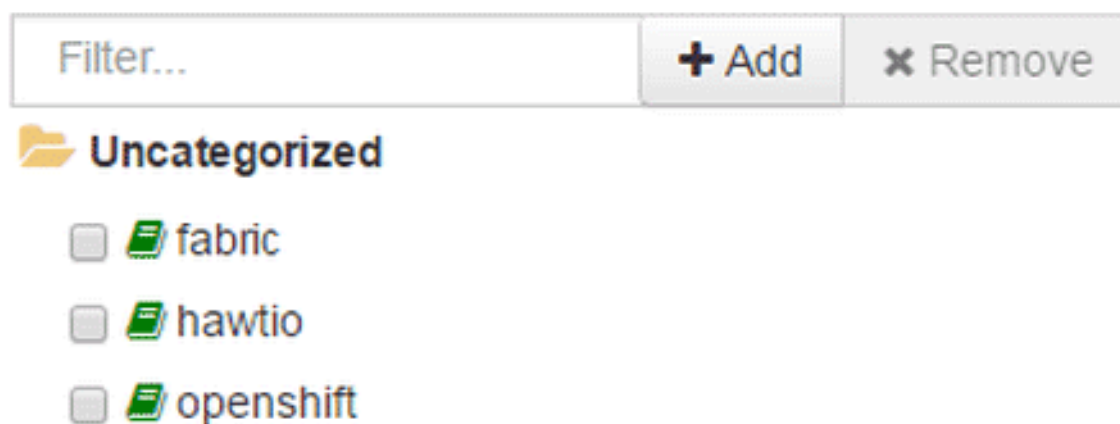 Filter... Add Remove
Uncategorized
fabric
hawtio
openshift